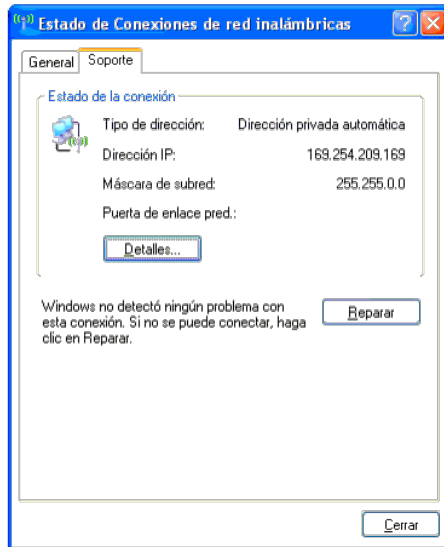 Estado de Conexiones de red inalámbricas
General
Soporte
Estado de la conexión
Tipo de dirección: Dirección privada automática
Dirección IP: 169.254.209.169
Máscara de subred: 255.255.0.0
Puerta de enlace pred.:
Detalles...
Windows no detectó ningún problema con
esta conexión. Si no se puede conectar, haga
clic en Reparar.
Reparar
Cerrar